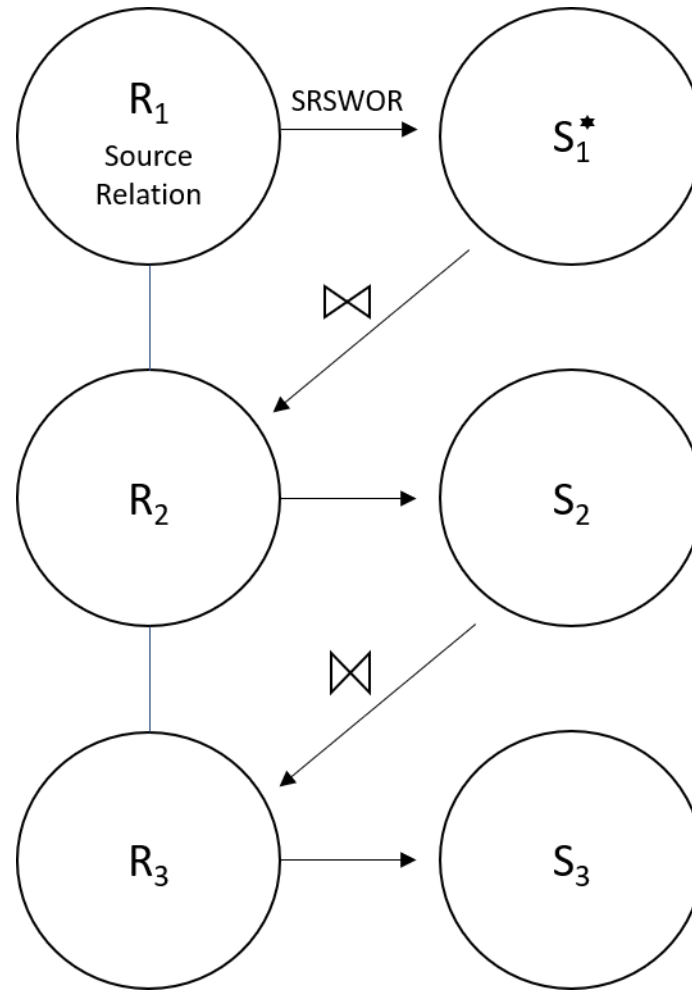 R₁
Source
Relation
SRSWOR
S₁*
⋈
R₂
S₂
⋈
R₃
S₃